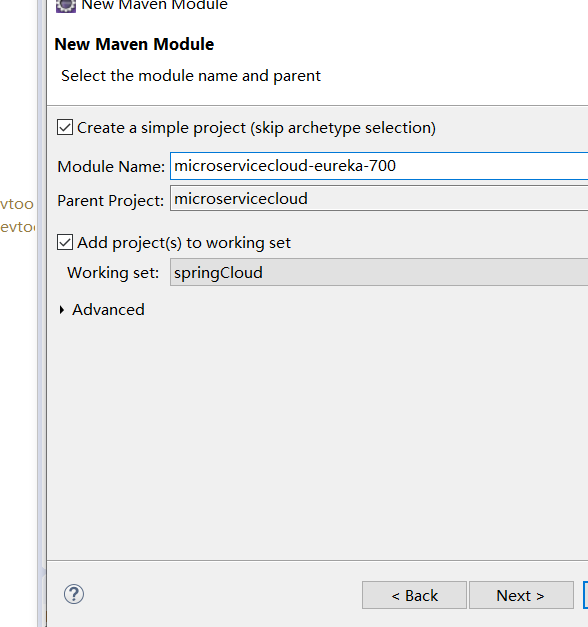 New Maven Module
New Maven Module
Select the module name and parent
Create a simple project (skip archetype selection)
Module Name: microservicecloud-eureka-700
vtoo
Parent Project: microservicecloud
evto
Add project(s) to working set
Working set: springCloud
Advanced
? < Back Next >